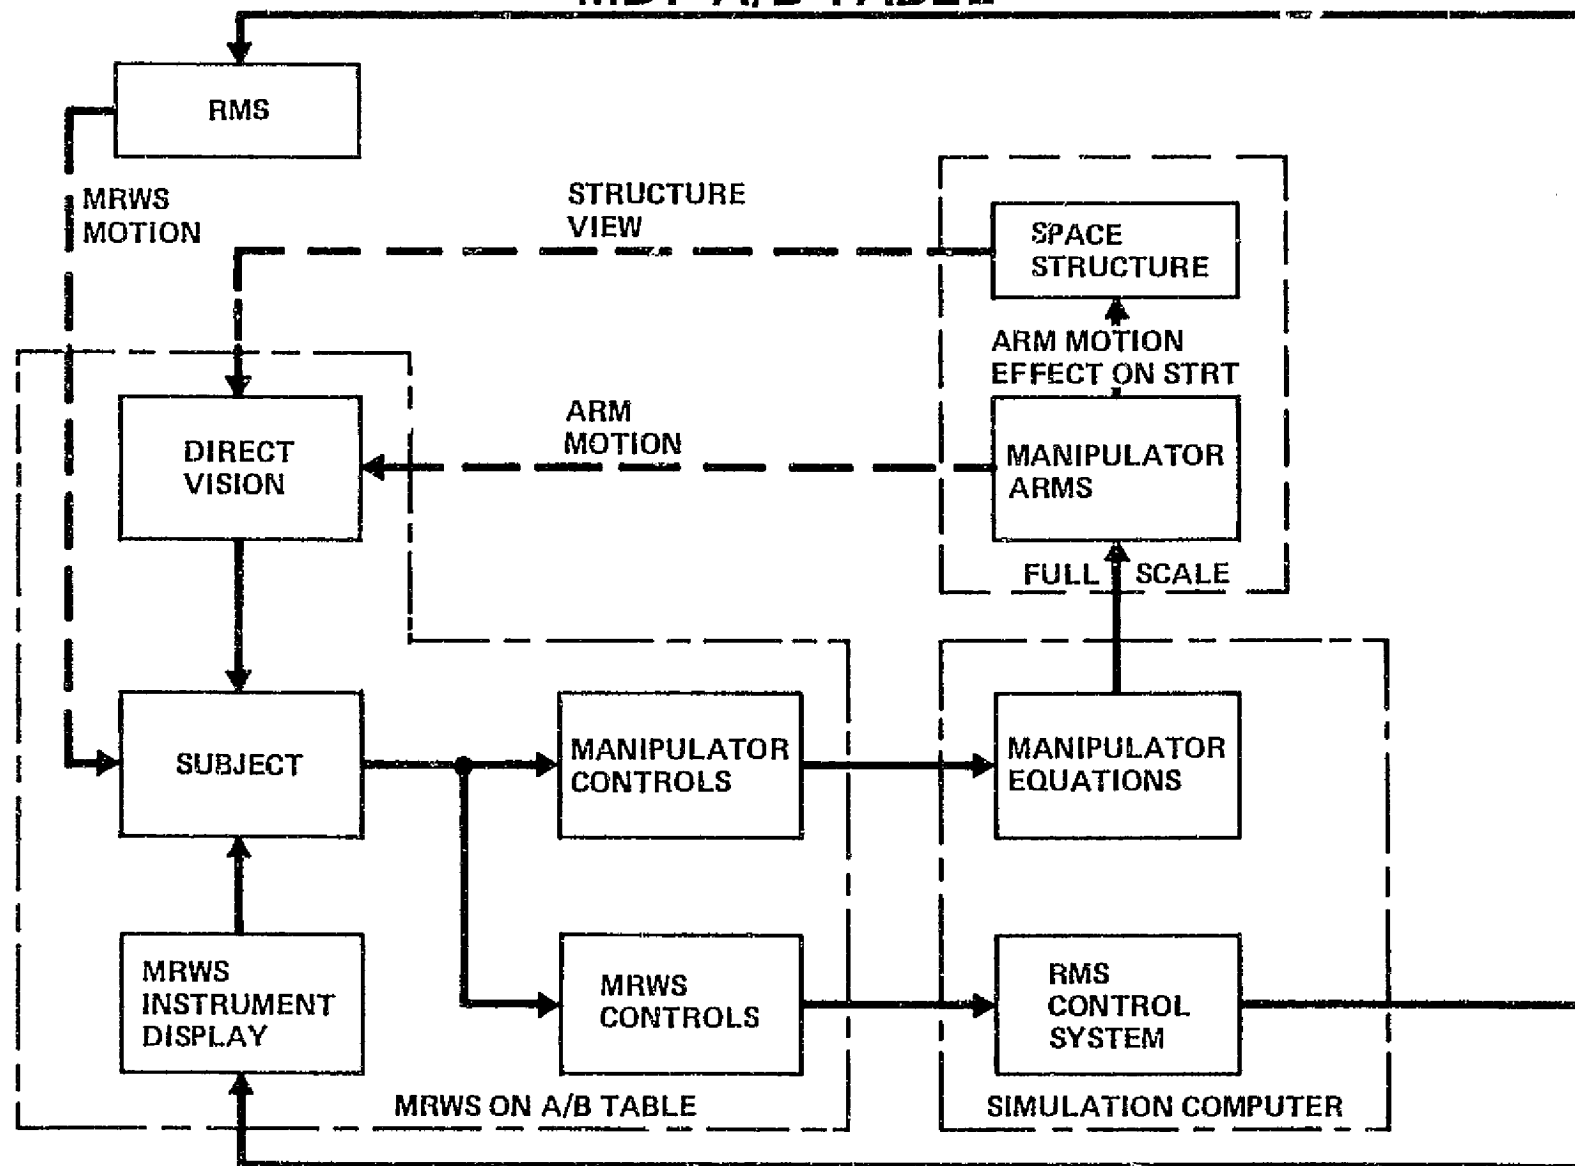 RMS
MRWS
MOTION
STRUCTURE
VIEW
SPACE
STRUCTURE
ARM MOTION
EFFECT ON STRT
DIRECT
VISION
ARM
MOTION
MANIPULATOR
ARMS
FULL SCALE
SUBJECT
MANIPULATOR
CONTROLS
MANIPULATOR
EQUATIONS
MRWS
INSTRUMENT
DISPLAY
MRWS
CONTROLS
RMS
CONTROL
SYSTEM
MRWS ON A/B TABLE
SIMULATION COMPUTER